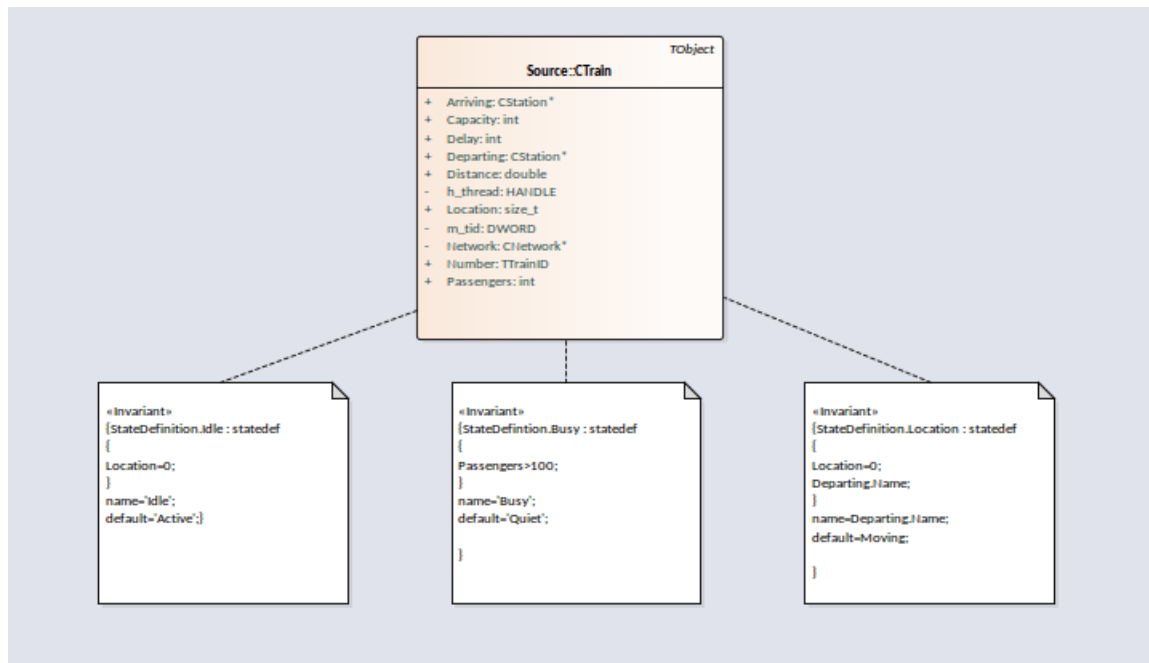 TObject
Source::CTrain
+ Arriving: CStation*
+ Capacity: int
+ Delay: int
+ Departing: CStation*
+ Distance: double
- h_thread: HANDLE
+ Location: size_t
- m_tid: DWORD
- Network: CNetwork*
+ Number: TTrainID
+ Passengers: int
«Invariant»
{StateDefinition.Idle : statedef
{
Location=0;
}
name='Idle';
default='Active';}
«Invariant»
{StateDefintion.Busy : statedef
{
Passengers>100;
}
name='Busy';
default='Quiet';
}
«Invariant»
{StateDefinition.Location : statedef
{
Location=0;
Departing.Name;
}
name=Departing.Name;
default=Moving;
}